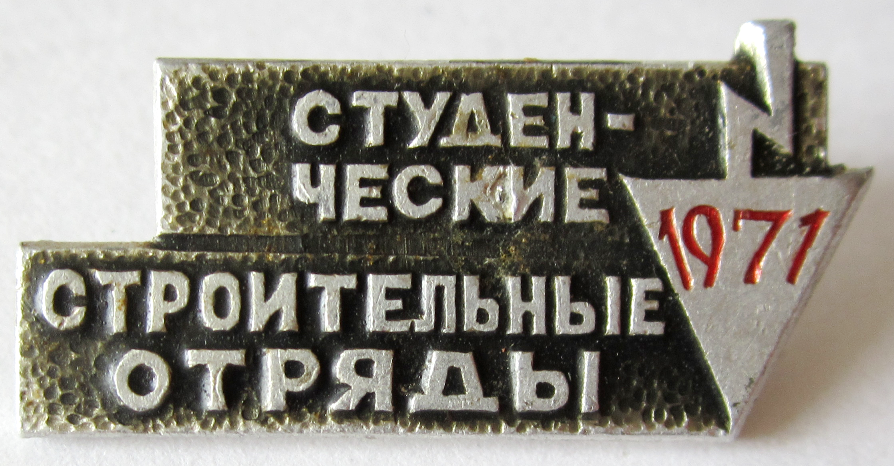 СТУДЕН-
ЧЕСКИЕ
1971
СТРОИТЕЛЬНЫЕ
ОТРЯДЫ